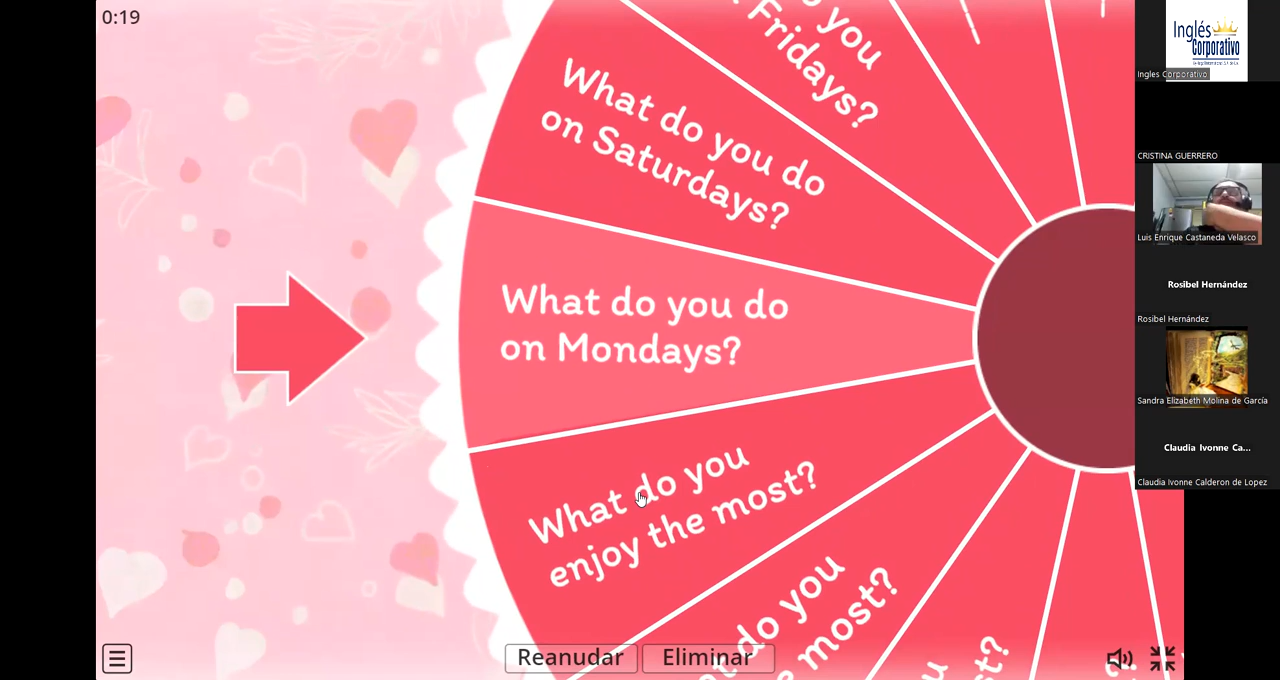 0:19
you
Fridays?
What do you do
on Saturdays?
What do you do
on Mondays?
What do you
enjoy the most?
do you
most?
Reanudar
Eliminar
Inglés
Corporativo
Ingles Corporativo
CRISTINA GUERRERO
Luis Enrique Castaneda Velasco
Rosibel Hernández
Rosibel Hernández
Sandra Elizabeth Molina de García
Claudia Ivonne Ca...
Claudia Ivonne Calderon de Lopez